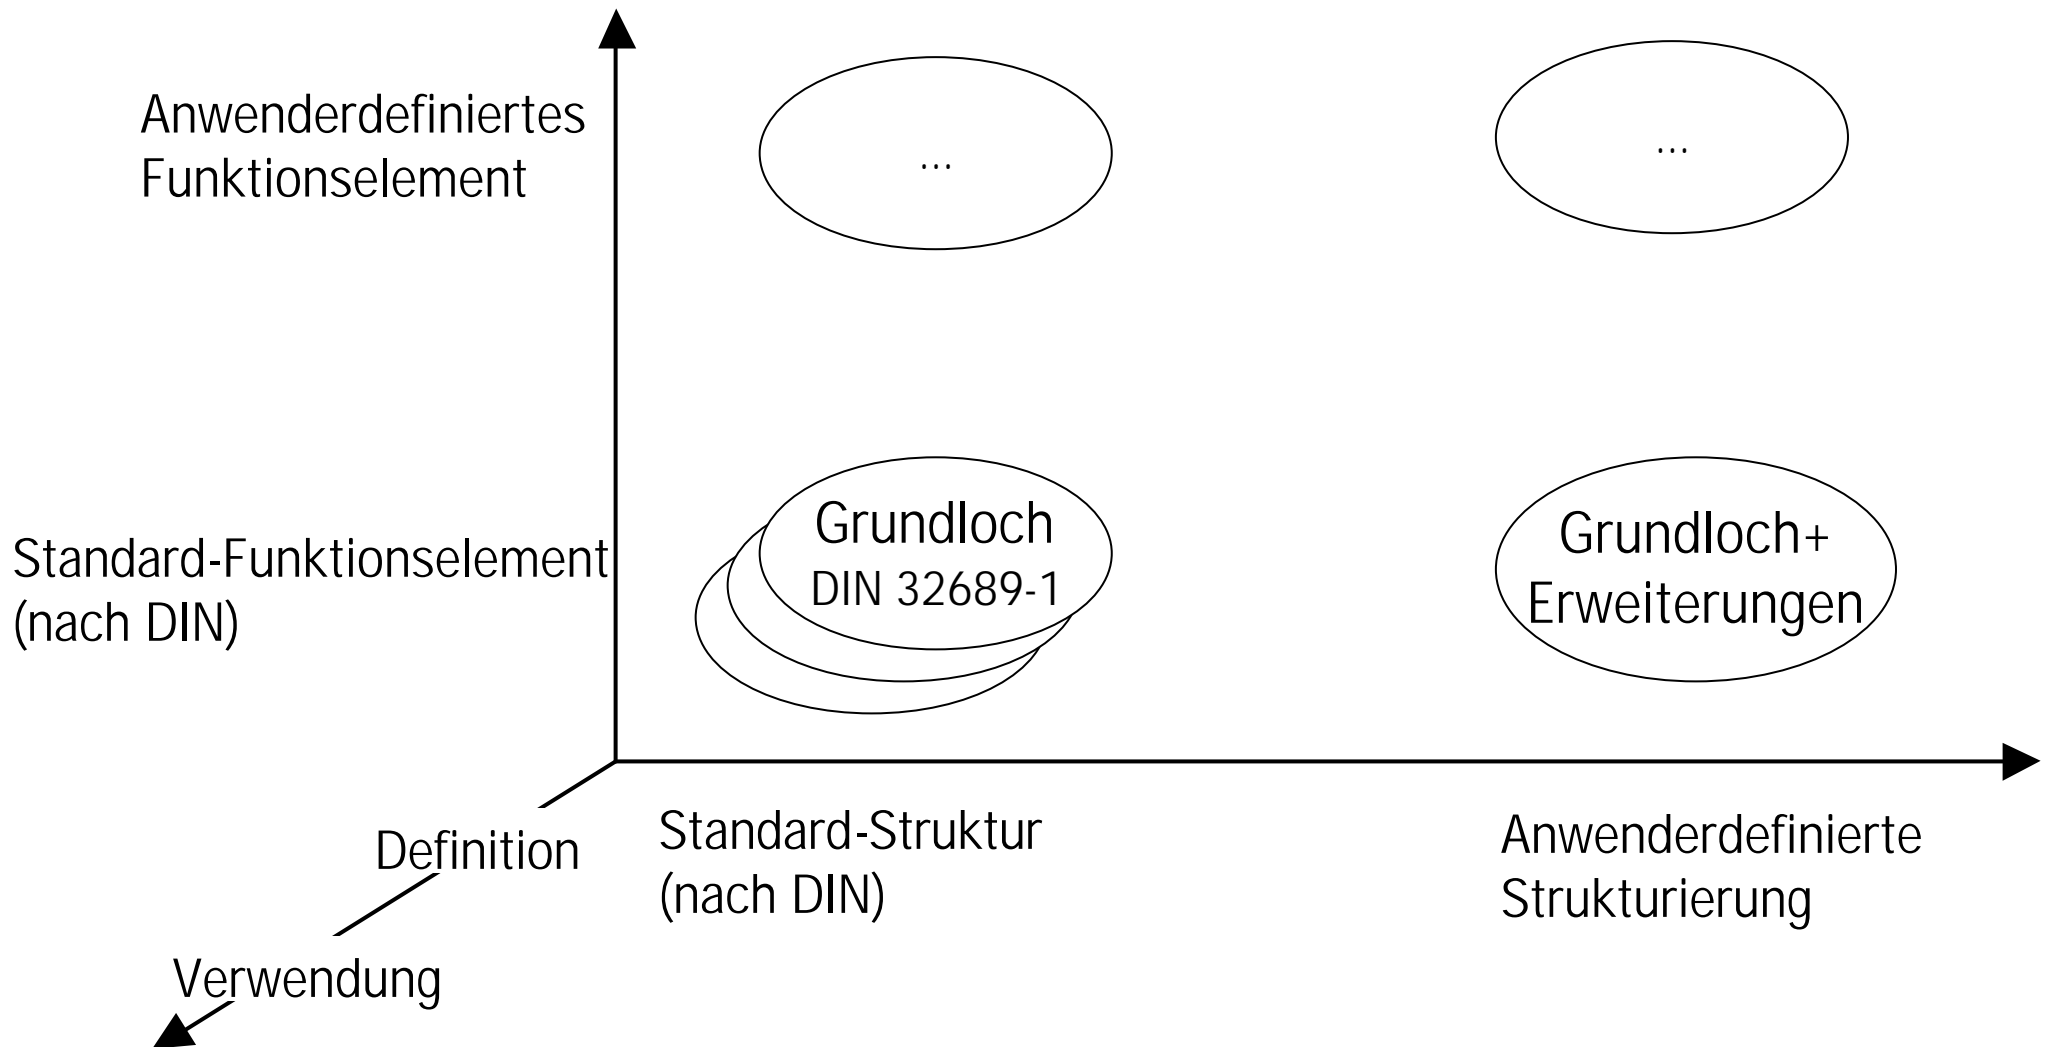 Anwenderdefiniertes
Funktionselement
...
...
Standard-Funktionselement
(nach DIN)
Grundloch
DIN 32689-1
Grundloch+
Erweiterungen
Definition
Verwendung
Standard-Struktur
(nach DIN)
Anwenderdefinierte
Strukturierung